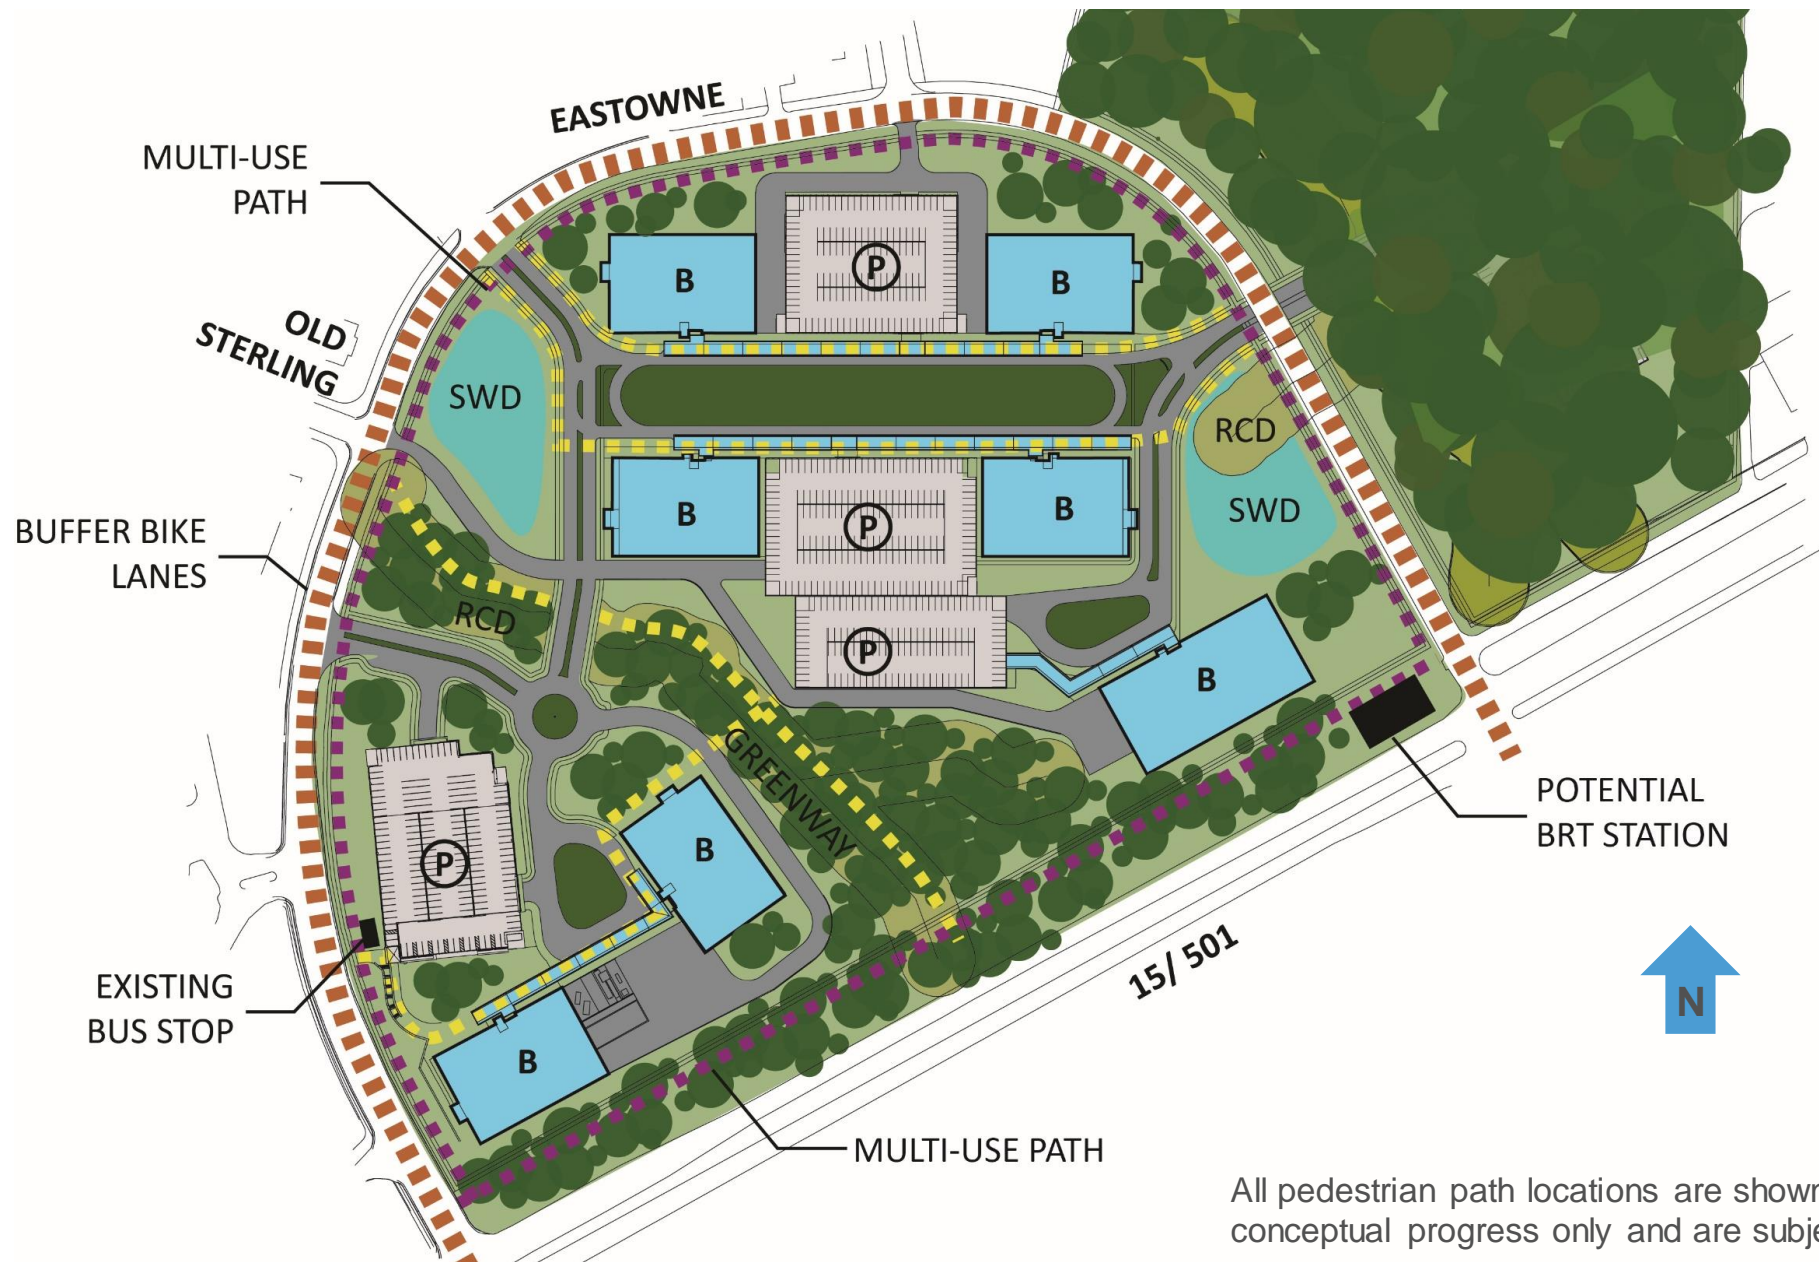 EASTOWNE
MULTI-USE
PATH
P
B
B
OLD
STERLING
SWD
RCD
B
P
B
SWD
BUFFER BIKE
LANES
RCD
P
B
GREENWAY
POTENTIAL
BRT STATION
P
B
15/ 501
EXISTING
BUS STOP
N
B
MULTI-USE PATH
All pedestrian path locations are shown
conceptual progress only and are subje